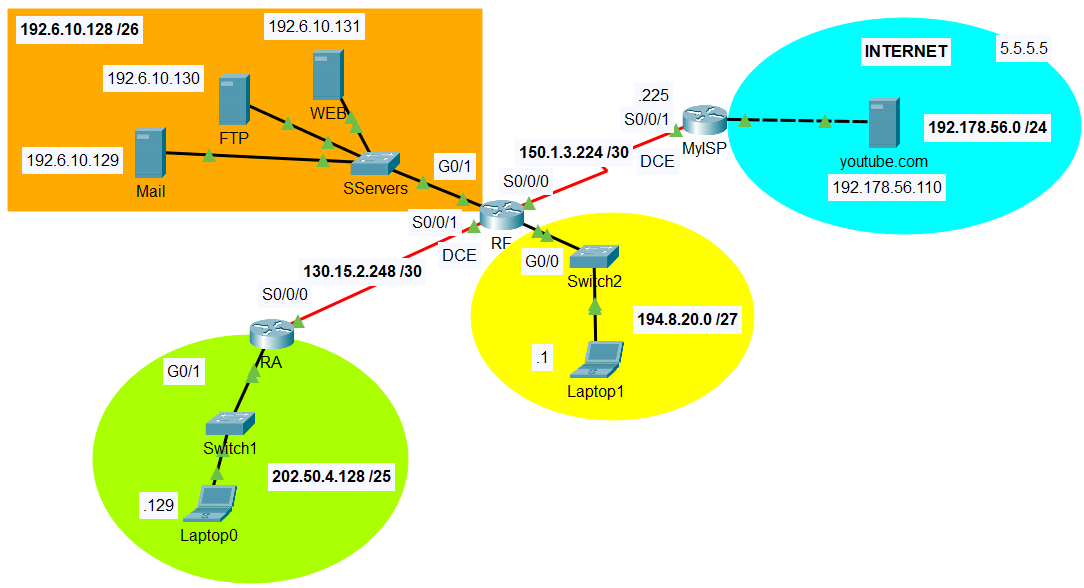 192.6.10.128 /26
192.6.10.131
192.6.10.130
WEB
FTP
192.6.10.129
Mail
SServers
G0/1
INTERNET
5.5.5.5
.225
S0/0/1
MyISP
DCE
150.1.3.224 /30
192.178.56.0 /24
youtube.com
192.178.56.110
S0/0/0
S0/0/1
DCE
G0/0
Switch2
194.8.20.0 /27
.1
Laptop1
130.15.2.248 /30
S0/0/0
RA
G0/1
Switch1
202.50.4.128 /25
.129
Laptop0